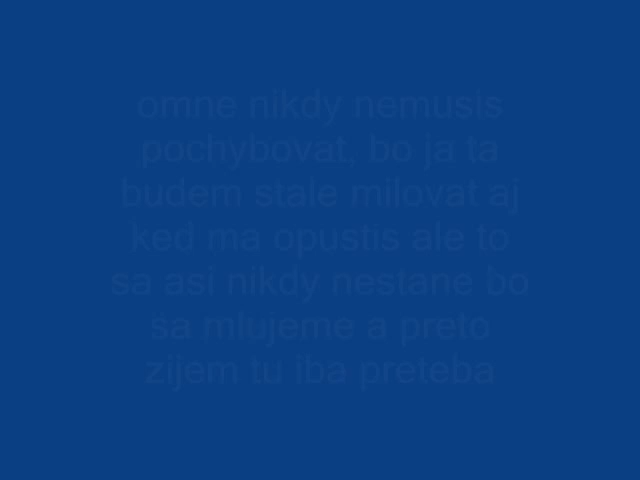 omne nikdy nemusis
pochybovat, bo ja ta
budem stale milovat aj
ked ma opustis ale to
sa asi nikdy nestane bo
sa mlujeme a preto
zijem tu iba preteba